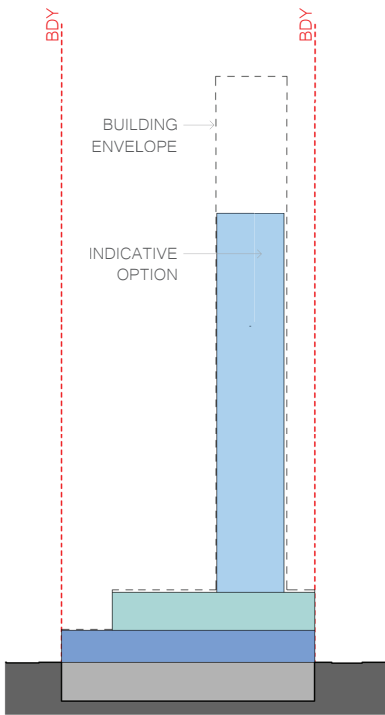 BDY
BDY
BUILDING
ENVELOPE
INDICATIVE
OPTION